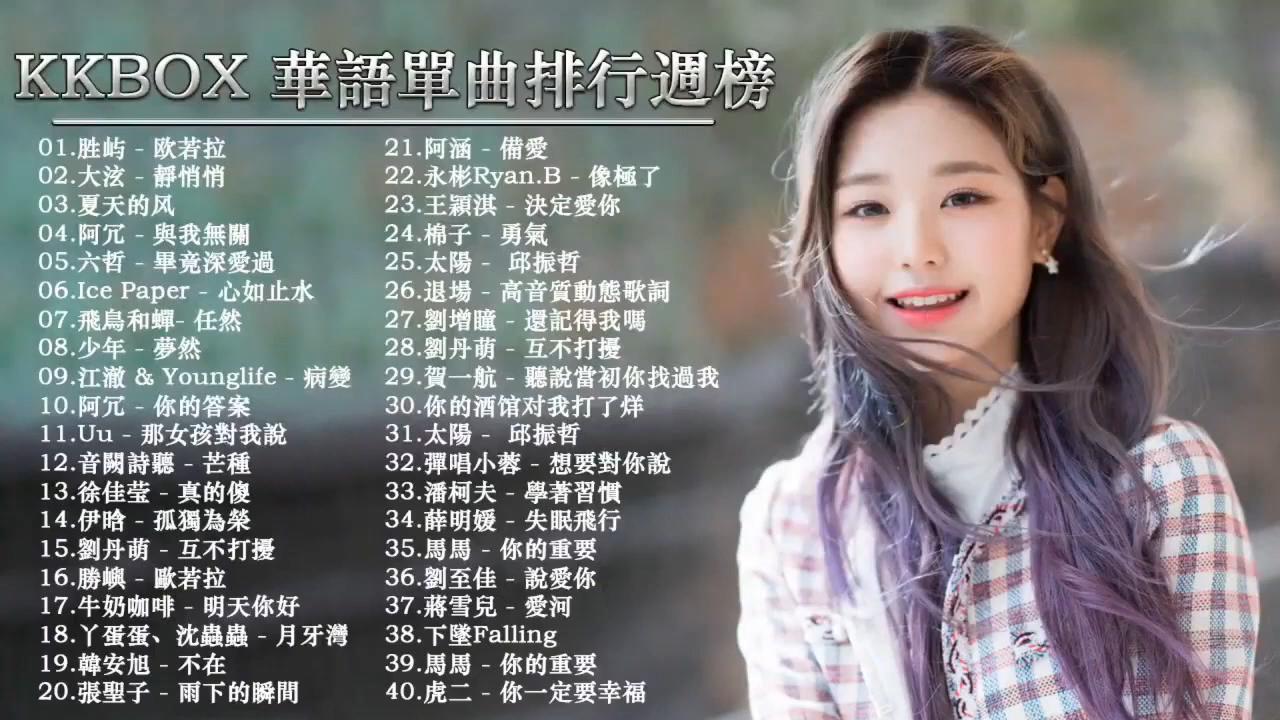 KKBOX 華語單曲排行週榜
01.胜屿 - 欧若拉
02.大泫 - 靜悄悄
03.夏天的风
04.阿冗 - 與我無關
05.六哲 - 畢竟深愛過
06.Ice Paper - 心如止水
07.飛鳥和蟬- 任然
08.少年 - 夢然
09.江澈 & Younglife - 病變
10.阿冗 - 你的答案
11.Uu - 那女孩對我說
12.音闕詩聽 - 芒種
13.徐佳莹 - 真的傻
14.伊晗 - 孤獨為榮
15.劉丹萌 - 互不打擾
16.勝嶼 - 歐若拉
17.牛奶咖啡 - 明天你好
18.丫蛋蛋、沈蟲蟲 - 月牙灣
19.韓安旭 - 不在
20.張聖子 - 雨下的瞬間
21.阿涵 - 備愛
22.永彬Ryan.B - 像極了
23.王穎淇 - 決定愛你
24.棉子 - 勇氣
25.太陽 -  邱振哲
26.退場 - 高音質動態歌詞
27.劉增瞳 - 還記得我嗎
28.劉丹萌 - 互不打擾
29.賀一航 - 聽說當初你找過我
30.你的酒馆对我打了烊
31.太陽 -  邱振哲
32.彈唱小蓉 - 想要對你說
33.潘柯夫 - 學著習慣
34.薛明媛 - 失眠飛行
35.馬馬 - 你的重要
36.劉至佳 - 說愛你
37.蔣雪兒 - 愛河
38.下墜Falling
39.馬馬 - 你的重要
40.虎二 - 你一定要幸福